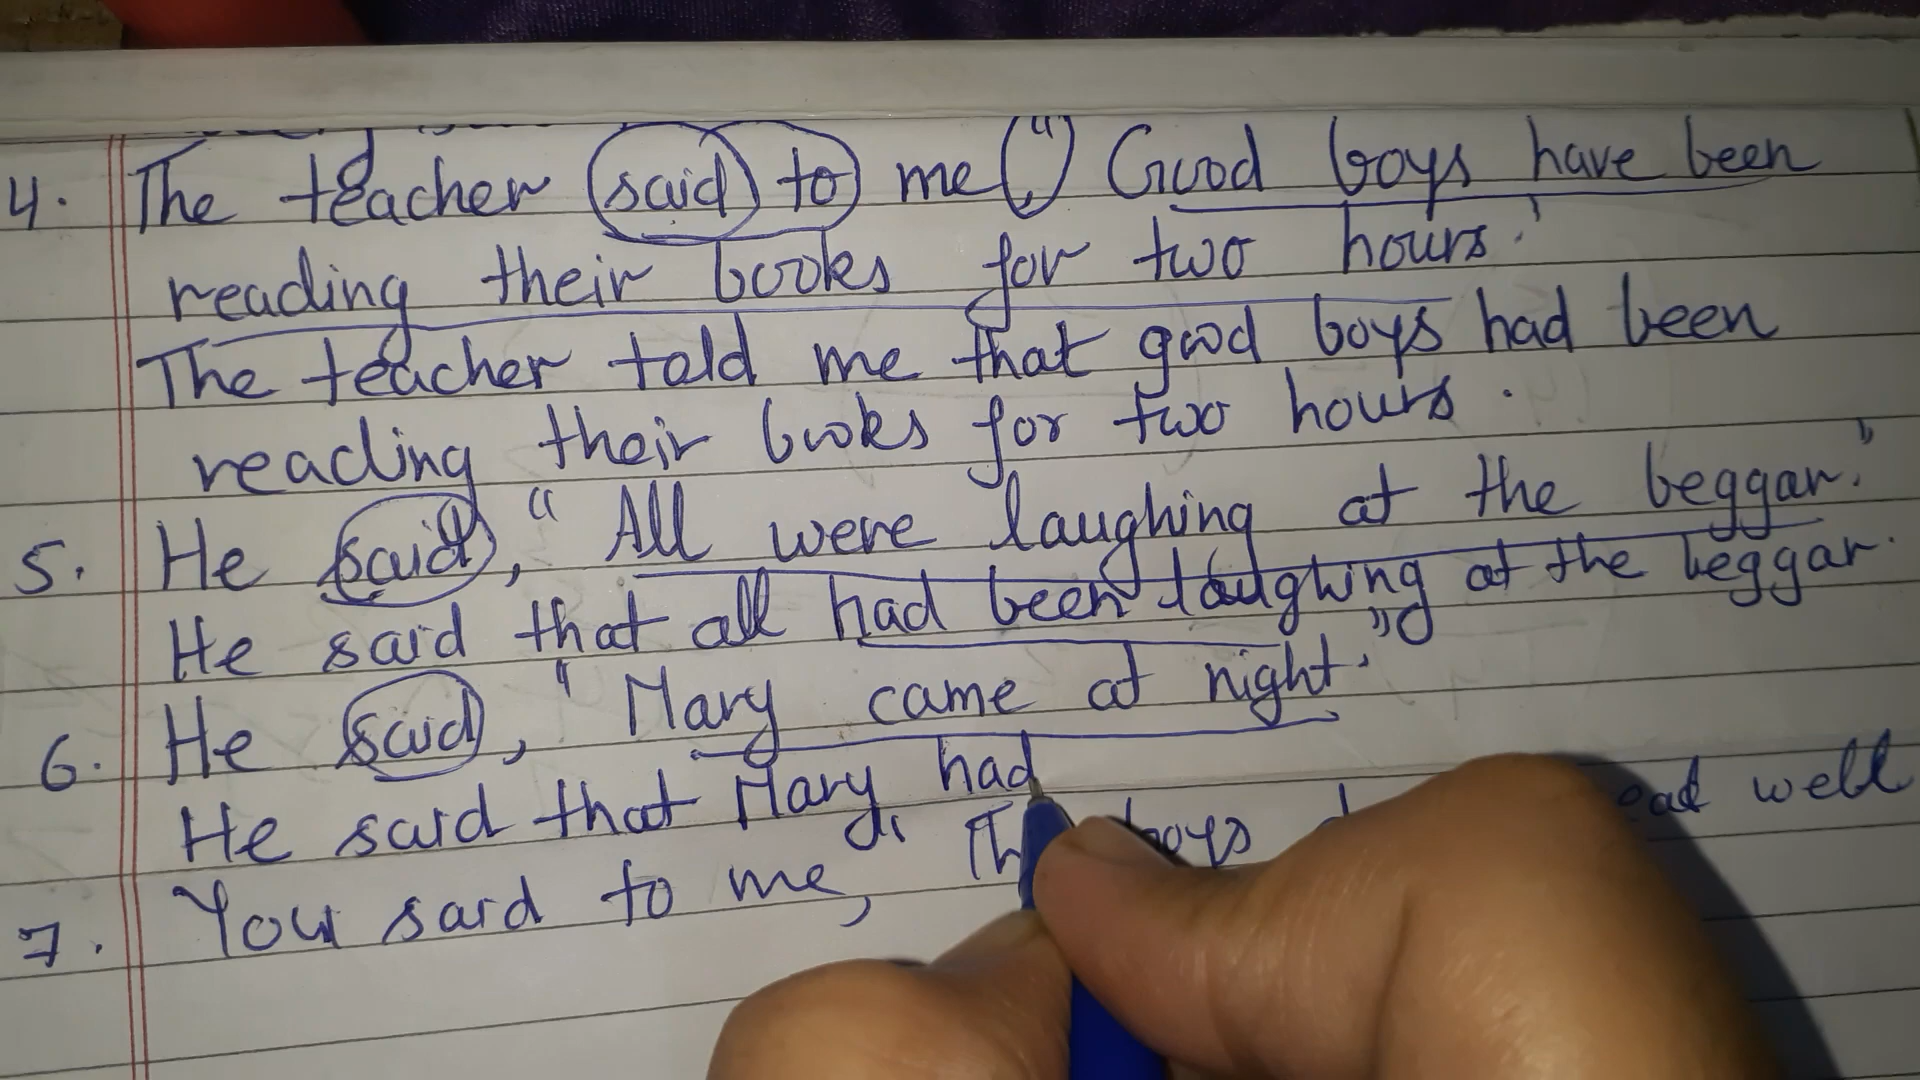 4. The teacher said to me, "Good boys have been
reading their books for two hours."
The teacher told me that good boys had been
reading their books for two hours.
5. He said, "All were laughing at the beggar."
He said that all had been laughing at the beggar.
6. He said, "Mary came at night."
He said that Mary had
7. You said to me, "The boys well